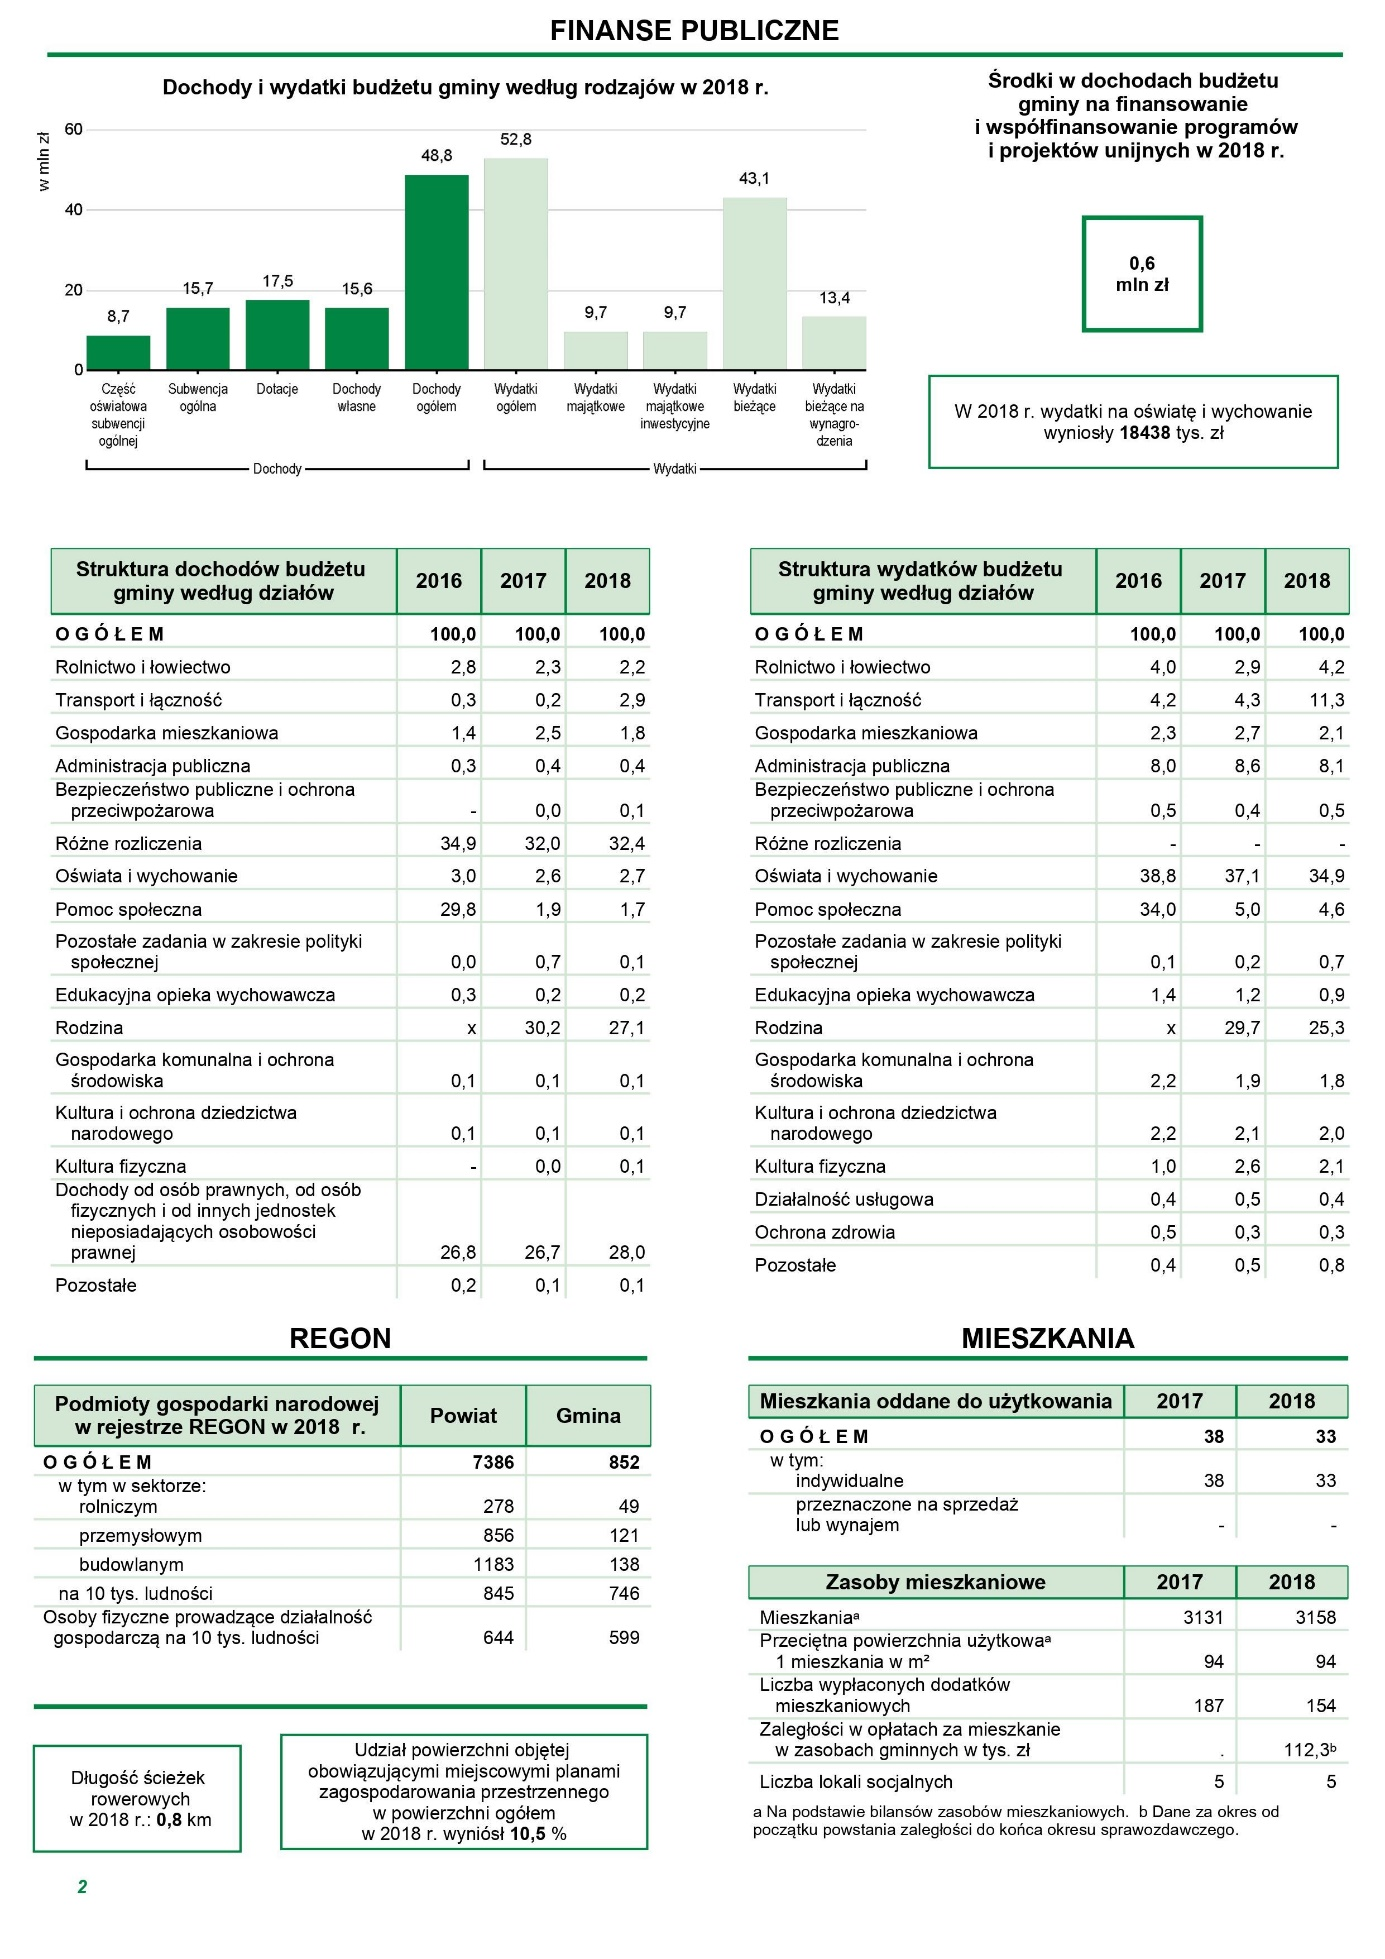 FINANSE PUBLICZNE
Dochody i wydatki budżetu gminy według rodzajów w 2018 r.
w mln zł
60
40
20
0
8,7
15,7
17,5
15,6
48,8
52,8
9,7
9,7
43,1
13,4
Część
oświatowa
subwencji
ogólnej
Subwencja
ogólna
Dotacje
Dochody
własne
Dochody
ogółem
Wydatki
ogółem
Wydatki
majątkowe
Wydatki
majątkowe
inwestycyjne
Wydatki
bieżące
Wydatki
bieżące na
wynagro-
dzenia
Dochody
Wydatki
Środki w dochodach budżetu
gminy na finansowanie
i współfinansowanie programów
i projektów unijnych w 2018 r.
0,6
mln zł
W 2018 r. wydatki na oświatę i wychowanie
wyniosły 18438 tys. zł
Struktura dochodów budżetu
gminy według działów
2016 2017 2018
OGÓŁEM 100,0 100,0 100,0
Rolnictwo i łowiectwo 2,8 2,3 2,2
Transport i łączność 0,3 0,2 2,9
Gospodarka mieszkaniowa 1,4 2,5 1,8
Administracja publiczna 0,3 0,4 0,4
Bezpieczeństwo publiczne i ochrona
przeciwpożarowa - 0,0 0,1
Różne rozliczenia 34,9 32,0 32,4
Oświata i wychowanie 3,0 2,6 2,7
Pomoc społeczna 29,8 1,9 1,7
Pozostałe zadania w zakresie polityki
społecznej 0,0 0,7 0,1
Edukacyjna opieka wychowawcza 0,3 0,2 0,2
Rodzina x 30,2 27,1
Gospodarka komunalna i ochrona
środowiska 0,1 0,1 0,1
Kultura i ochrona dziedzictwa
narodowego 0,1 0,1 0,1
Kultura fizyczna - 0,0 0,1
Dochody od osób prawnych, od osób
fizycznych i od innych jednostek
nieposiadających osobowości
prawnej 26,8 26,7 28,0
Pozostałe 0,2 0,1 0,1
Struktura wydatków budżetu
gminy według działów
2016 2017 2018
OGÓŁEM 100,0 100,0 100,0
Rolnictwo i łowiectwo 4,0 2,9 4,2
Transport i łączność 4,2 4,3 11,3
Gospodarka mieszkaniowa 2,3 2,7 2,1
Administracja publiczna 8,0 8,6 8,1
Bezpieczeństwo publiczne i ochrona
przeciwpożarowa 0,5 0,4 0,5
Różne rozliczenia - - -
Oświata i wychowanie 38,8 37,1 34,9
Pomoc społeczna 34,0 5,0 4,6
Pozostałe zadania w zakresie polityki
społecznej 0,1 0,2 0,7
Edukacyjna opieka wychowawcza 1,4 1,2 0,9
Rodzina x 29,7 25,3
Gospodarka komunalna i ochrona
środowiska 2,2 1,9 1,8
Kultura i ochrona dziedzictwa
narodowego 2,2 2,1 2,0
Kultura fizyczna 1,0 2,6 2,1
Działalność usługowa 0,4 0,5 0,4
Ochrona zdrowia 0,5 0,3 0,3
Pozostałe 0,4 0,5 0,8
REGON
Podmioty gospodarki narodowej
w rejestrze REGON w 2018 r.
Powiat Gmina
OGÓŁEM 7386 852
w tym w sektorze:
rolniczym 278 49
przemysłowym 856 121
budowlanym 1183 138
na 10 tys. ludności 845 746
Osoby fizyczne prowadzące działalność
gospodarczą na 10 tys. ludności 644 599
Długość ścieżek
rowerowych
w 2018 r.: 0,8 km
Udział powierzchni objętej
obowiązującymi miejscowymi planami
zagospodarowania przestrzennego
w powierzchni ogółem
w 2018 r. wyniósł 10,5 %
MIESZKANIA
Mieszkania oddane do użytkowania 2017 2018
OGÓŁEM 38 33
w tym:
indywidualne 38 33
przeznaczone na sprzedaż
lub wynajem - -
Zasoby mieszkaniowe 2017 2018
Mieszkaniaᵃ 3131 3158
Przeciętna powierzchnia użytkowaᵃ
1 mieszkania w m² 94 94
Liczba wypłaconych dodatków
mieszkaniowych 187 154
Zaległości w opłatach za mieszkanie
w zasobach gminnych w tys. zł . 112,3ᵇ
Liczba lokali socjalnych 5 5
a Na podstawie bilansów zasobów mieszkaniowych. b Dane za okres od
początku powstania zaległości do końca okresu sprawozdawczego.
2